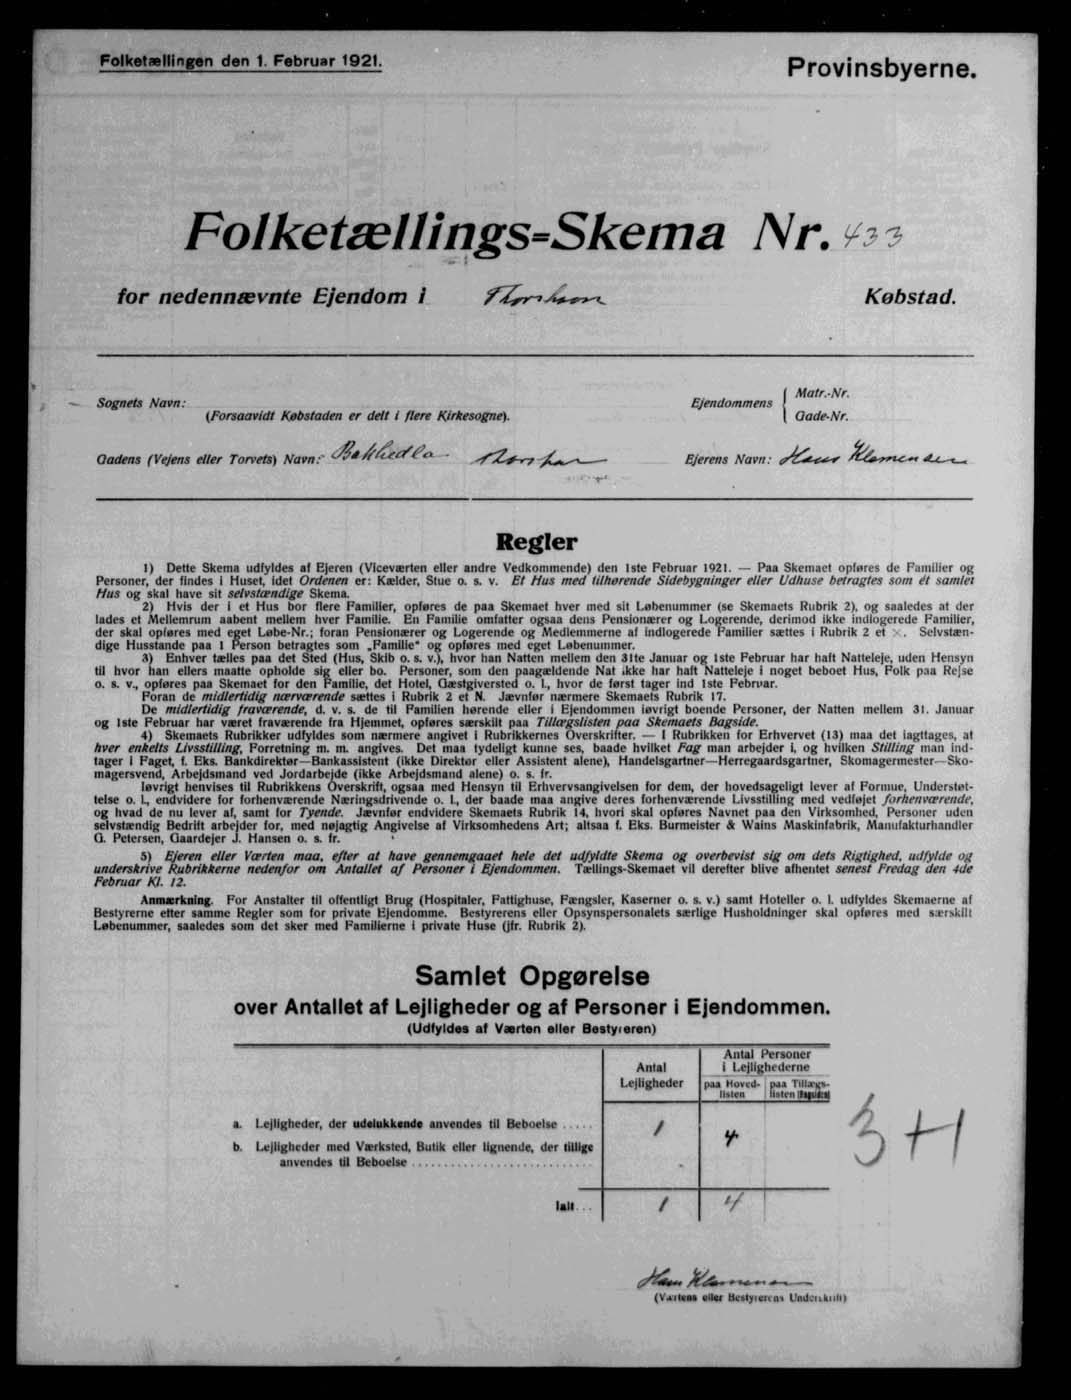 Folketællingen den 1. Februar 1921.
Provinsbyerne.
Folketællings=Skema Nr. 433
for nedennævnte Ejendom i Thorshavn Købstad.
Sognets Navn:
(Forsaavidt Købstaden er delt i flere Kirkesogne).
Ejendommens { Matr.-Nr.
Gade-Nr.
Gadens (Vejens eller Torvets) Navn: Bakkedla Thorshavn Ejerens Navn: Hans Klemensen
Regler
1) Dette Skema udfyldes af Ejeren (Viceværten eller andre Vedkommende) den 1ste Februar 1921. — Paa Skemaet opføres de Familier og
Personer, der findes i Huset, idet Ordenen er: Kælder, Stue o. s. v. Et Hus med tilhørende Sidebygninger eller Udhuse betragtes som ét samlet
Hus og skal have sit selvstændige Skema.
2) Hvis der i et Hus bor flere Familier, opføres de paa Skemaet hver med sit Løbenummer (se Skemaets Rubrik 2), og saaledes at der
lades et Mellemrum aabent mellem hver Familie. En Familie omfatter ogsaa dens Pensionærer og Logerende, derimod ikke indlogerede Familier,
der skal opføres med eget Løbe-Nr.; foran Pensionærer og Logerende og Medlemmerne af indlogerede Familier sættes i Rubrik 2 et ×. Selvstæn-
dige Husstande paa 1 Person betragtes som „Familie“ og opføres med eget Løbenummer.
3) Enhver tælles paa det Sted (Hus, Skib o. s. v.), hvor han Natten mellem den 31te Januar og 1ste Februar har haft Natteleje, uden Hensyn
til hvor han ellers maatte opholde sig eller bo. Personer, som den paagældende Nat ikke har haft Natteleje i noget beboet Hus, Folk paa Rejse
o. s. v., opføres paa Skemaet for den Familie, det Hotel, Gæstgiversted o. l., hvor de først tager ind 1ste Februar.
Foran de midlertidig nærværende sættes i Rubrik 2 et N. Jævnfør nærmere Skemaets Rubrik 17.
De midlertidig fraværende, d. v. s. de til Familien hørende eller i Ejendommen iøvrigt boende Personer, der Natten mellem 31. Januar
og 1ste Februar har været fraværende fra Hjemmet, opføres særskilt paa Tillægslisten paa Skemaets Bagside.
4) Skemaets Rubrikker udfyldes som nærmere angivet i Rubrikkernes Overskrifter. — I Rubrikken for Erhvervet (13) maa det iagttages, at
hver enkelts Livsstilling, Forretning m. m. angives. Det maa tydeligt kunne ses, baade hvilket Fag man arbejder i, og hvilken Stilling man ind-
tager i Faget, f. Eks. Bankdirektør—Bankassistent (ikke Direktør eller Assistent alene), Handelsgartner—Herregaardsgartner, Skomagermester—Sko-
magersvend, Arbejdsmand ved Jordarbejde (ikke Arbejdsmand alene) o. s. fr.
Iøvrigt henvises til Rubrikkens Overskrift, ogsaa med Hensyn til Erhvervsangivelsen for dem, der hovedsageligt lever af Formue, Understøt-
telse o. l., endvidere for forhenværende Næringsdrivende o. l., der baade maa angive deres forhenværende Livsstilling med vedføjet forhenværende,
og hvad de nu lever af, samt for Tyende. Jævnfør endvidere Skemaets Rubrik 14, hvori skal opføres Navnet paa den Virksomhed, Personer uden
selvstændig Bedrift arbejder for, med nøjagtig Angivelse af Virksomhedens Art; altsaa f. Eks. Burmeister & Wains Maskinfabrik, Manufakturhandler
G. Petersen, Gaardejer J. Hansen o. s. fr.
5) Ejeren eller Værten maa, efter at have gennemgaaet hele det udfyldte Skema og overbevist sig om dets Rigtighed, udfylde og
underskrive Rubrikkerne nedenfor om Antallet af Personer i Ejendommen. Tællings-Skemaet vil derefter blive afhentet senest Fredag den 4de
Februar Kl. 12.
Anmærkning. For Anstalter til offentligt Brug (Hospitaler, Fattighuse, Fængsler, Kaserner o. s. v.) samt Hoteller o. l. udfyldes Skemaerne af
Bestyrerne efter samme Regler som for private Ejendomme. Bestyrerens eller Opsynspersonalets særlige Husholdninger skal opføres med særskilt
Løbenummer, saaledes som det sker med Familierne i private Huse (jfr. Rubrik 2).
Samlet Opgørelse
over Antallet af Lejligheder og af Personer i Ejendommen.
(Udfyldes af Værten eller Bestyreren)
Antal
Lejligheder
Antal Personer
i Lejlighederne
paa Hoved-
listen
paa Tillægs-
listen (Bagsiden)
a. Lejligheder, der udelukkende anvendes til Beboelse ..... 1 4
b. Lejligheder med Værksted, Butik eller lignende, der tillige
anvendes til Beboelse
3+1
Ialt... 1 4
Hans Klemensen
(Værtens eller Bestyrerens Underskrift)